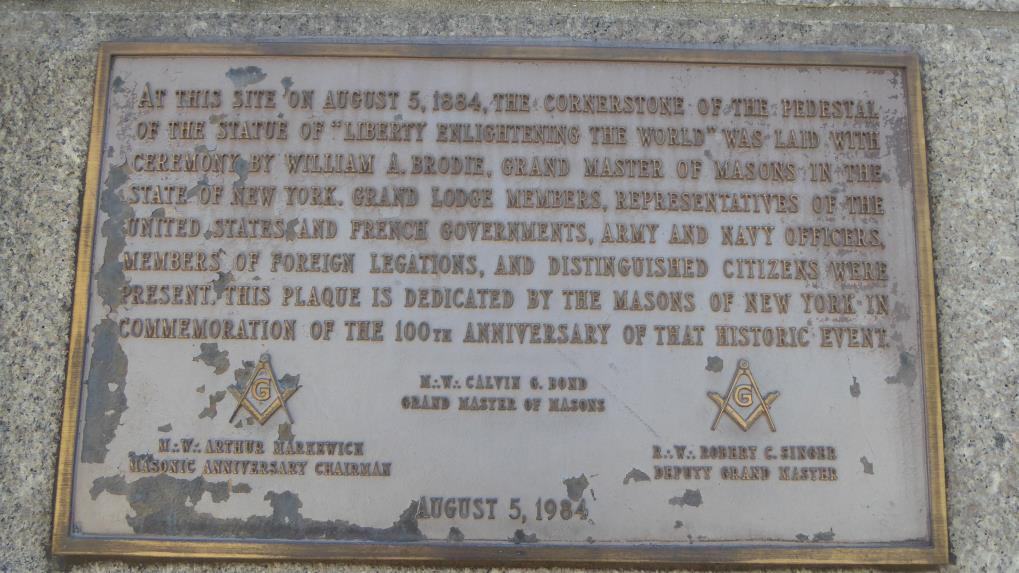 AT THIS SITE ON AUGUST 5, 1884, THE CORNERSTONE OF THE PEDESTAL
OF THE STATUE OF "LIBERTY ENLIGHTENING THE WORLD" WAS LAID WITH
CEREMONY BY WILLIAM A. BRODIE, GRAND MASTER OF MASONS IN THE
STATE OF NEW YORK. GRAND LODGE MEMBERS, REPRESENTATIVES OF THE
UNITED STATES AND FRENCH GOVERNMENTS, ARMY AND NAVY OFFICERS,
MEMBERS OF FOREIGN LEGATIONS, AND DISTINGUISHED CITIZENS WERE
PRESENT. THIS PLAQUE IS DEDICATED BY THE MASONS OF NEW YORK IN
COMMEMORATION OF THE 100TH ANNIVERSARY OF THAT HISTORIC EVENT.
G
G
M∴W∴ CALVIN G. BOND
GRAND MASTER OF MASONS
M∴W∴ ARTHUR MARKEWICH
MASONIC ANNIVERSARY CHAIRMAN
R∴W∴ ROBERT C. SINGER
DEPUTY GRAND MASTER
AUGUST 5, 1984